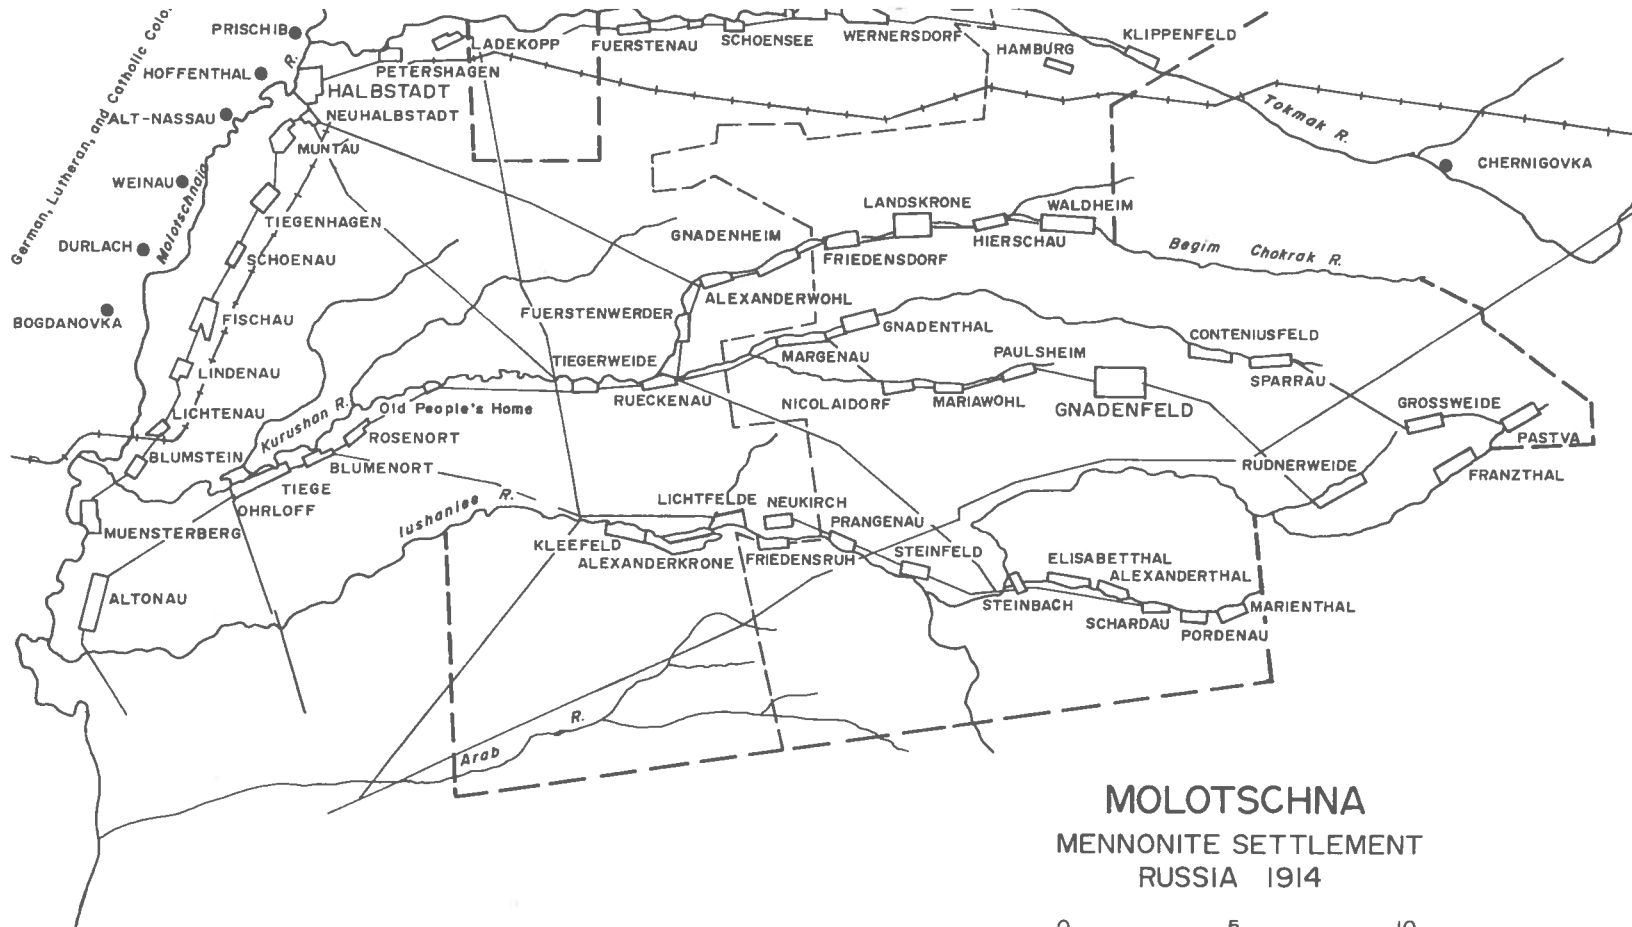 German, Lutheran, and Catholic Colo
PRISCHIB
LADEKOPP
FUERSTENAU
SCHOENSEE
WERNERSDORF
HAMBURG
KLIPPENFELD
R.
HOFFENTHAL
PETERSHAGEN
HALBSTADT
ALT-NASSAU
NEUHALBSTADT
Tokmak R.
MUNTAU
CHERNIGOVKA
WEINAU
Molotschnaia
TIEGENHAGEN
LANDSKRONE
WALDHEIM
GNADENHEIM
HIERSCHAU
Begim Chokrak R.
DURLACH
SCHOENAU
FRIEDENSDORF
ALEXANDERWOHL
BOGDANOVKA
FISCHAU
FUERSTENWERDER
GNADENTHAL
CONTENIUSFELD
TIEGERWEIDE
MARGENAU
PAULSHEIM
LINDENAU
SPARRAU
RUECKENAU
NICOLAIDORF
MARIAWOHL
GNADENFELD
GROSSWEIDE
LICHTENAU
Kurushan R.
Old People's Home
ROSENORT
PASTVA
BLUMSTEIN
BLUMENORT
RUDNERWEIDE
FRANZTHAL
TIEGE
OHRLOFF
Iushanlee R.
LICHTFELDE
NEUKIRCH
PRANGENAU
MUENSTERBERG
KLEEFELD
ALEXANDERKRONE
FRIEDENSRUH
STEINFELD
ELISABETTHAL
ALEXANDERTHAL
ALTONAU
STEINBACH
SCHARDAU
MARIENTHAL
PORDENAU
Arab R.
MOLOTSCHNA
MENNONITE SETTLEMENT
RUSSIA 1914
0 5 10